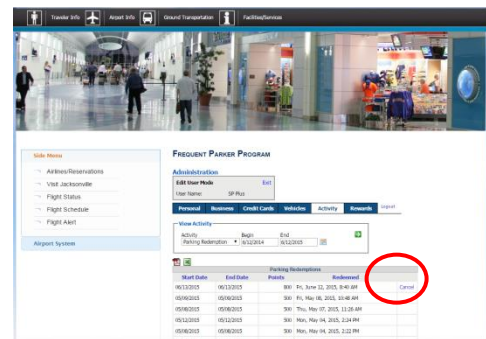 Traveler Info Airport Info Ground Transportation Facilities/Services
Side Menu
Airlines/Reservations
Visit Jacksonville
Flight Status
Flight Schedule
Flight Alert
Airport System
FREQUENT PARKER PROGRAM
Administration
Edit User Mode Exit
User Name: SP Plus
Personal Business Credit Cards Vehicles Activity Rewards Logout
View Activity
Activity Begin End
Parking Redemption 6/12/2014 6/12/2015
Parking Redemptions
Start Date End Date Points Redeemed
06/13/2015 06/13/2015 800 Fri, June 12, 2015, 8:40 AM Cancel
05/09/2015 05/09/2015 500 Fri, May 08, 2015, 10:48 AM
05/08/2015 05/08/2015 500 Thu, May 07, 2015, 11:26 AM
05/12/2015 05/12/2015 500 Mon, May 04, 2015, 2:24 PM
05/08/2015 05/08/2015 500 Mon, May 04, 2015, 2:22 PM